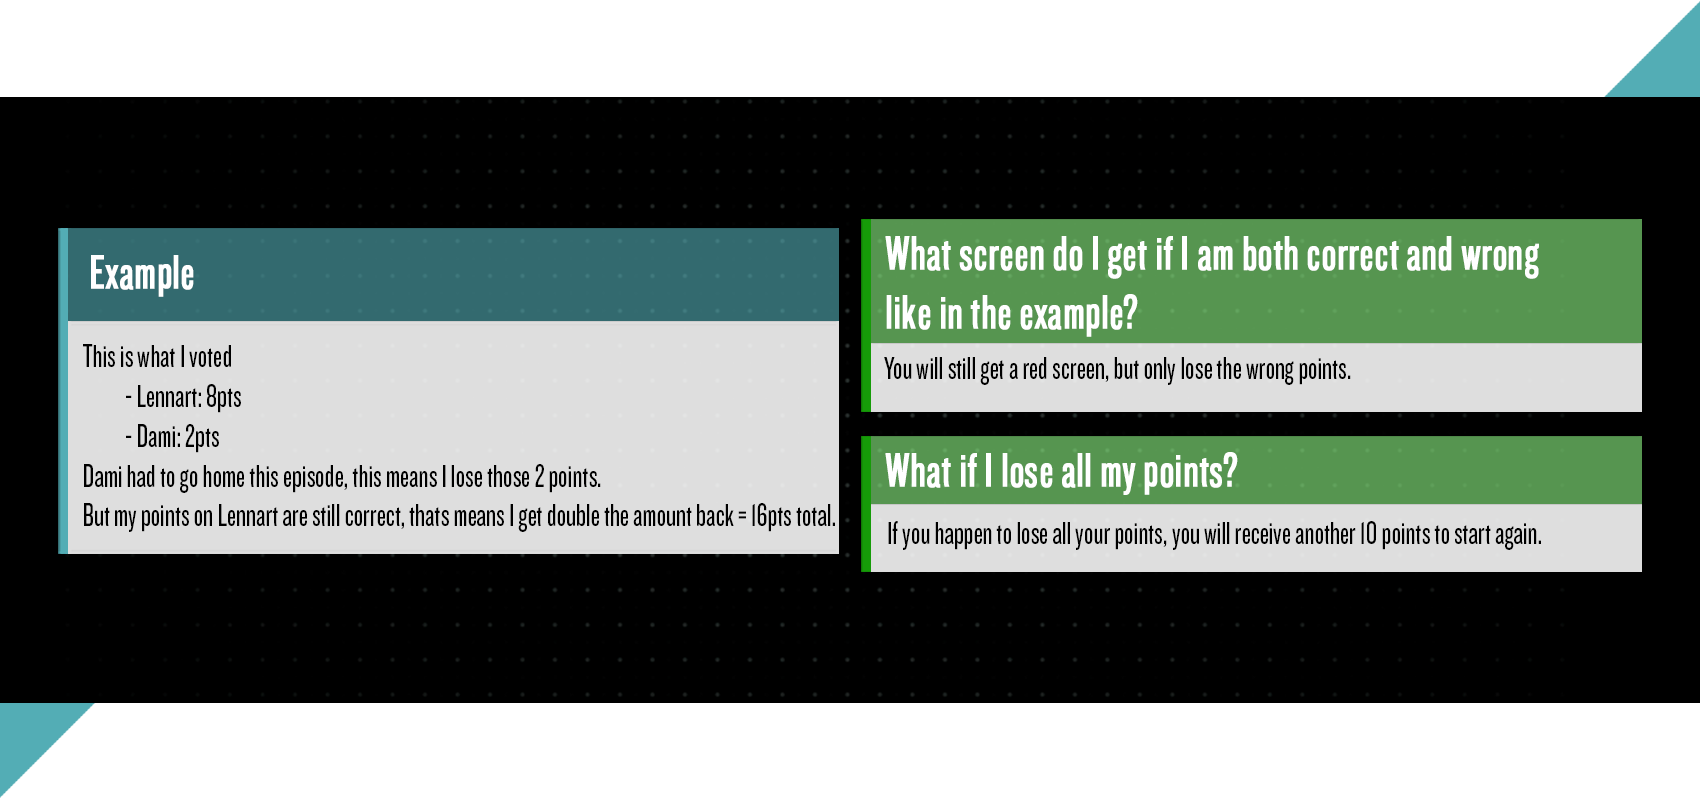 Example
This is what I voted
- Lennart: 8pts
- Dami: 2pts
Dami had to go home this episode, this means I lose those 2 points.
But my points on Lennart are still correct, thats means I get double the amount back = 16pts total.
What screen do I get if I am both correct and wrong
like in the example?
You will still get a red screen, but only lose the wrong points.
What if I lose all my points?
If you happen to lose all your points, you will receive another 10 points to start again.